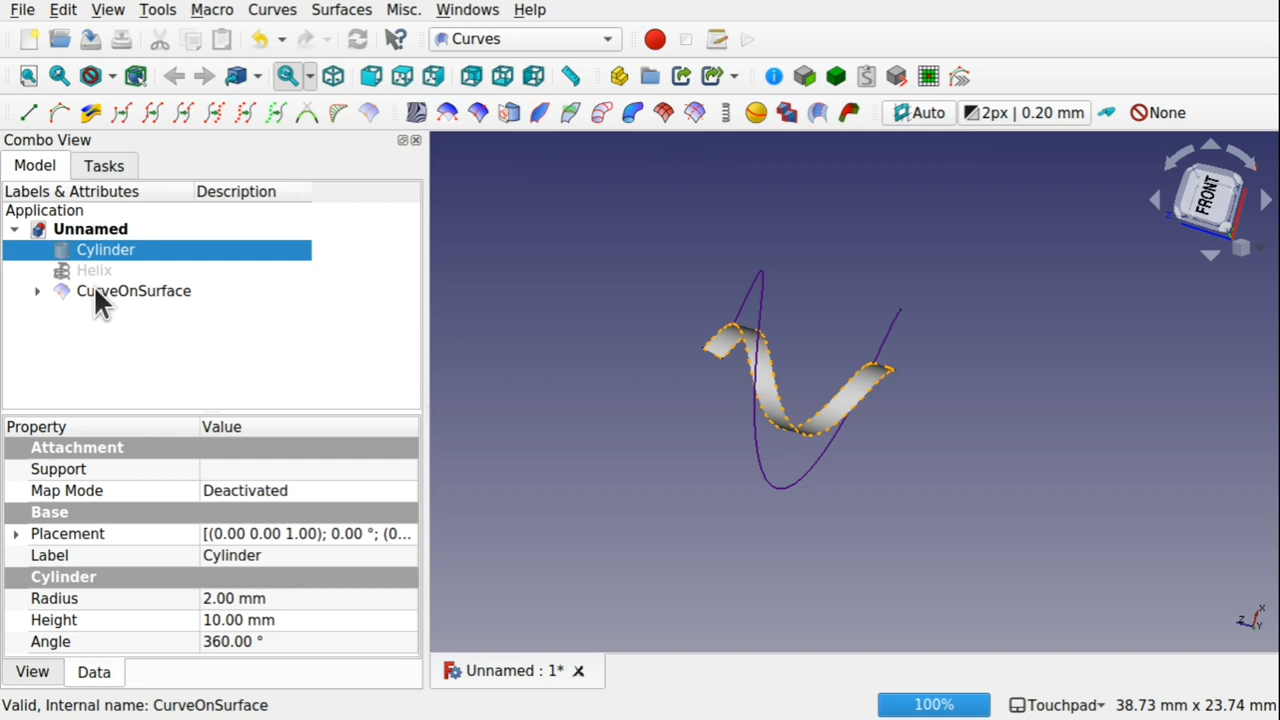 File Edit View Tools Macro Curves Surfaces Misc. Windows Help
Curves
Auto 2px | 0.20 mm None
Combo View
Model Tasks
Labels & Attributes Description
Application
Unnamed
Cylinder
Helix
CurveOnSurface
Property Value
Attachment
Support
Map Mode Deactivated
Base
Placement [(0.00 0.00 1.00); 0.00 °; (0...
Label Cylinder
Cylinder
Radius 2.00 mm
Height 10.00 mm
Angle 360.00 °
View Data
FRONT
Z
X
Z Y
Unnamed : 1*
Valid, Internal name: CurveOnSurface
100% Touchpad 38.73 mm x 23.74 mm